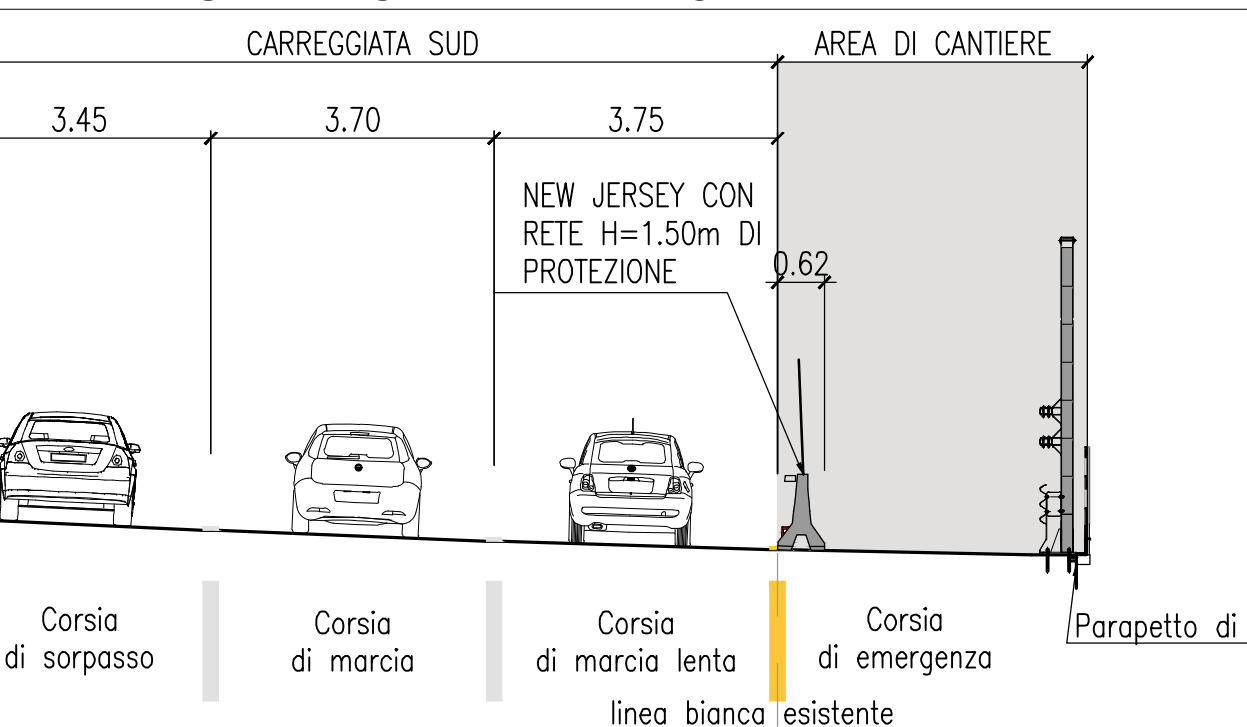 CARREGGIATA SUD
AREA DI CANTIERE
3.45
3.70
3.75
NEW JERSEY CON
RETE H=1.50m DI
PROTEZIONE
0.62
Corsia
di sorpasso
Corsia
di marcia
Corsia
di marcia lenta
Corsia
di emergenza
Parapetto di
linea bianca esistente